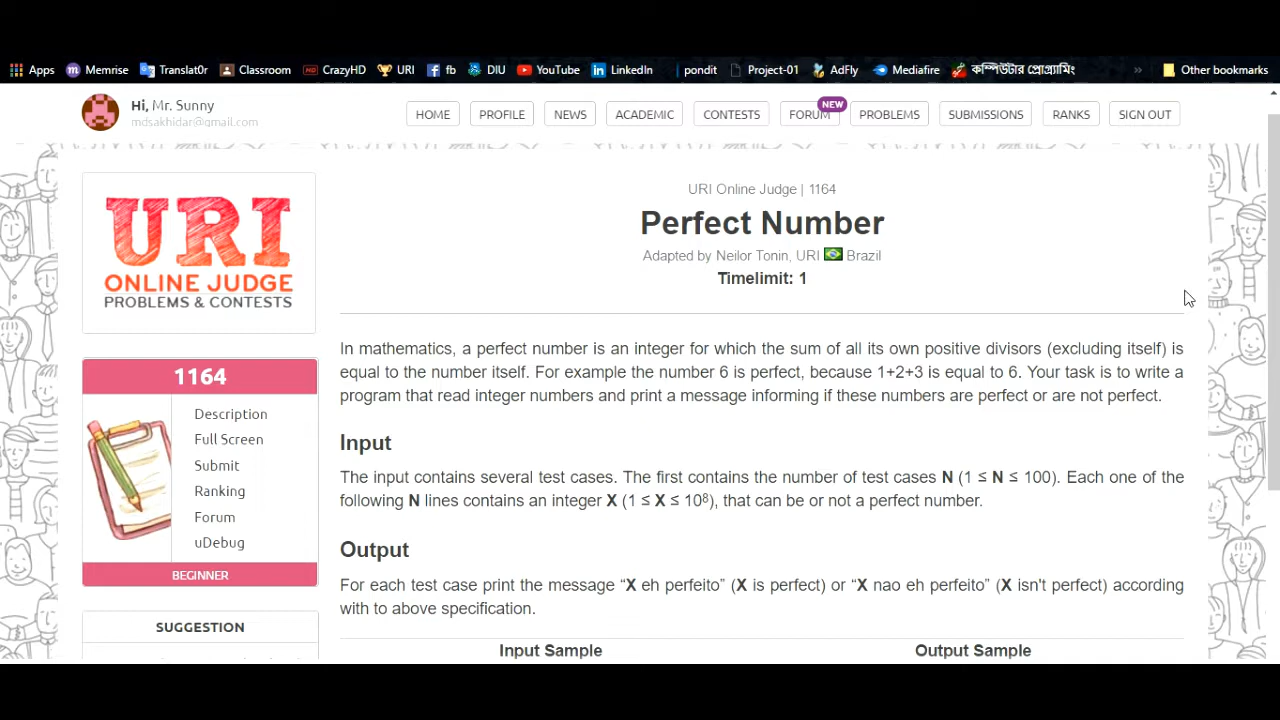 Apps Memrise Translat0r Classroom CrazyHD URI fb DIU YouTube LinkedIn pondit Project-01 AdFly Mediafire কম্পিউটার প্রোগ্রামিং » Other bookmarks
Hi, Mr. Sunny
mdsakhidar@gmail.com
HOME PROFILE NEWS ACADEMIC CONTESTS FORUM NEW PROBLEMS SUBMISSIONS RANKS SIGN OUT
URI
ONLINE JUDGE
PROBLEMS & CONTESTS
1164
Description
Full Screen
Submit
Ranking
Forum
uDebug
BEGINNER
SUGGESTION
URI Online Judge | 1164
Perfect Number
Adapted by Neilor Tonin, URI Brazil
Timelimit: 1
In mathematics, a perfect number is an integer for which the sum of all its own positive divisors (excluding itself) is
equal to the number itself. For example the number 6 is perfect, because 1+2+3 is equal to 6. Your task is to write a
program that read integer numbers and print a message informing if these numbers are perfect or are not perfect.
Input
The input contains several test cases. The first contains the number of test cases N (1 ≤ N ≤ 100). Each one of the
following N lines contains an integer X (1 ≤ X ≤ 10⁸), that can be or not a perfect number.
Output
For each test case print the message “X eh perfeito” (X is perfect) or “X nao eh perfeito” (X isn't perfect) according
with to above specification.
Input Sample Output Sample